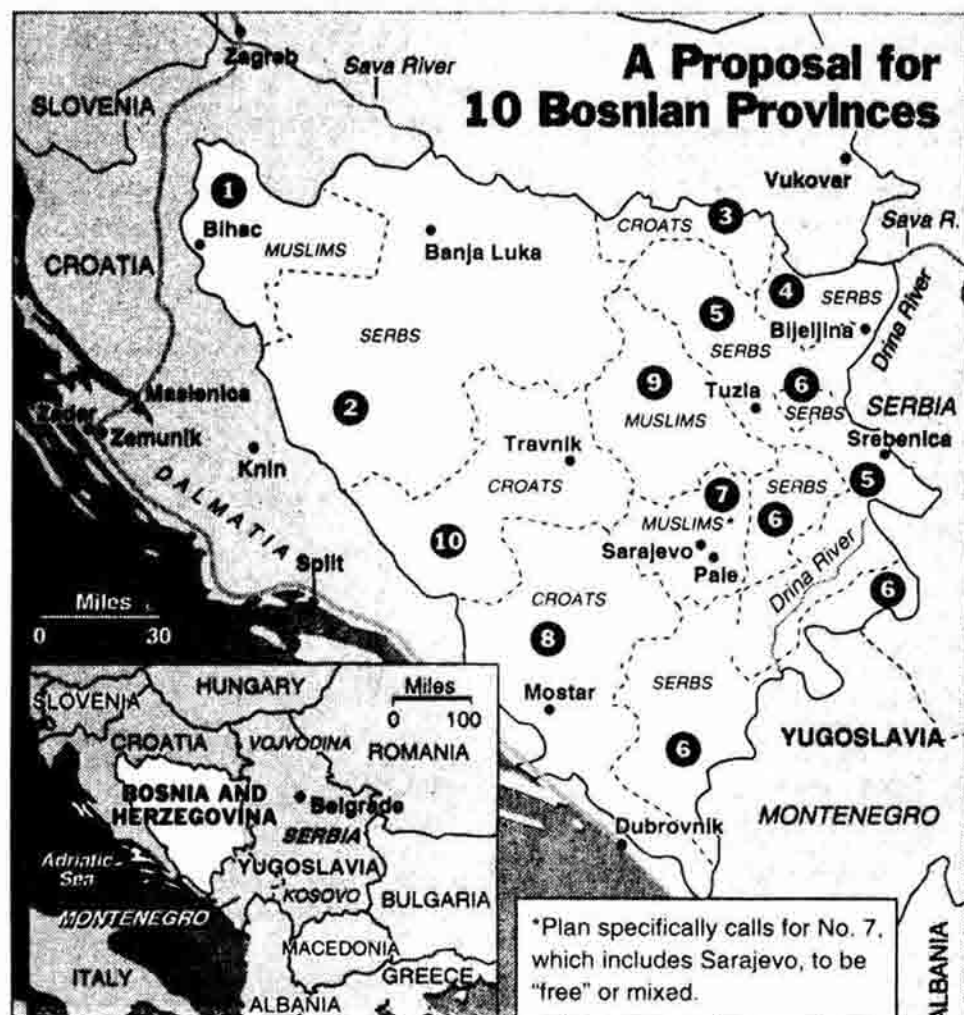 A Proposal for
10 Bosnian Provinces
Zagreb
Sava River
SLOVENIA
Vukovar
1
3
CROATS
Sava R.
Bihac
MUSLIMS
Banja Luka
CROATIA
4
SERBS
5
Bijeljina
Drina River
SERBS
SERBS
9
6
Tuzla
SERBS
SERBIA
Maslenica
2
MUSLIMS
Srebenica
Zadar
Zemunik
Travnik
Knin
5
SERBS
CROATS
7
6
DALMATIA
MUSLIMS*
10
Sarajevo
Pale
Drina River
Split
6
Miles
0 30
CROATS
8
SERBS
Mostar
6
YUGOSLAVIA
MONTENEGRO
Dubrovnik
ALBANIA
SLOVENIA
HUNGARY
Miles
0 100
CROATIA
VOJVODINA
ROMANIA
BOSNIA AND
HERZEGOVINA
Belgrade
SERBIA
Adriatic
Sea
YUGOSLAVIA
KOSOVO
BULGARIA
MONTENEGRO
MACEDONIA
ITALY
GREECE
ALBANIA
*Plan specifically calls for No. 7,
which includes Sarajevo, to be
"free" or mixed.